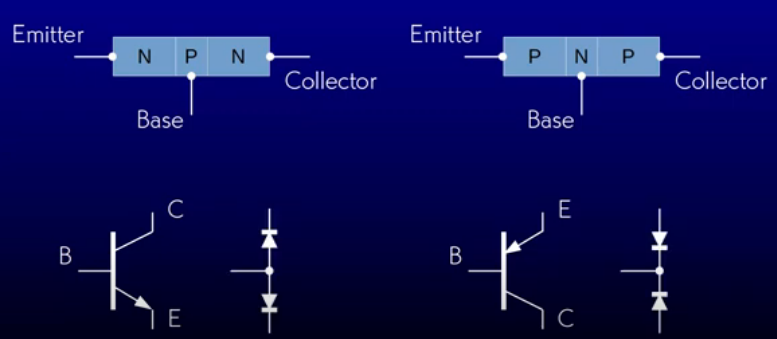 Emitter
N P N
Collector
Base
Emitter
P N P
Collector
Base
C
B
E
E
B
C